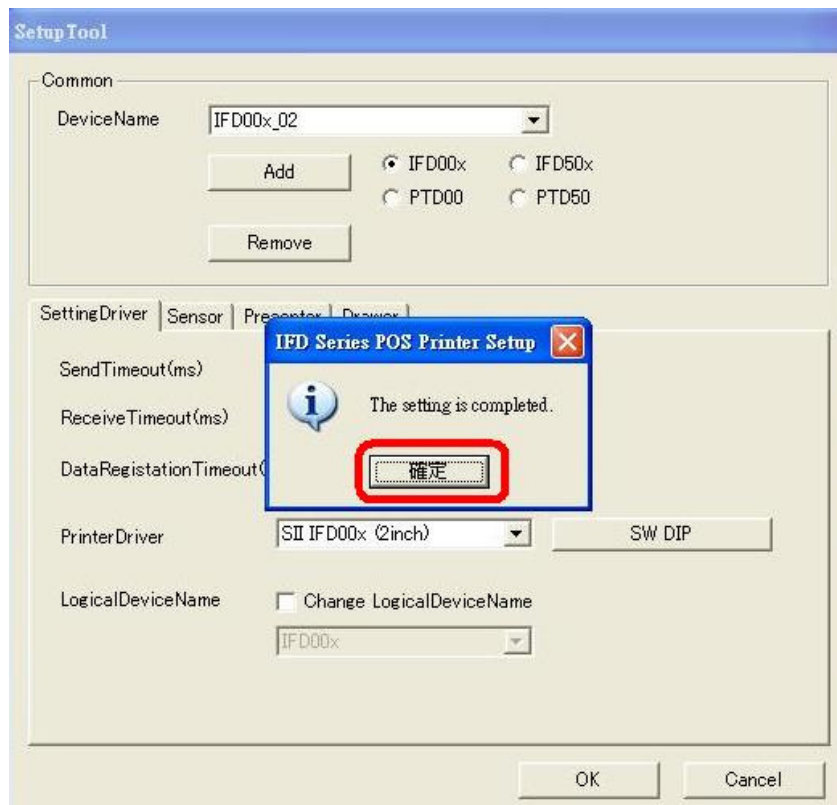 SetupTool
Common
DeviceName
IFD00x_02
Add
IFD00x
IFD50x
PTD00
PTD50
Remove
SettingDriver
Sensor
Presenter
Drawer
IFD Series POS Printer Setup
SendTimeout(ms)
The setting is completed.
ReceiveTimeout(ms)
確定
DataRegistationTimeout(
PrinterDriver
SII IFD00x (2inch)
SW DIP
LogicalDeviceName
Change LogicalDeviceName
IFD00x
OK
Cancel